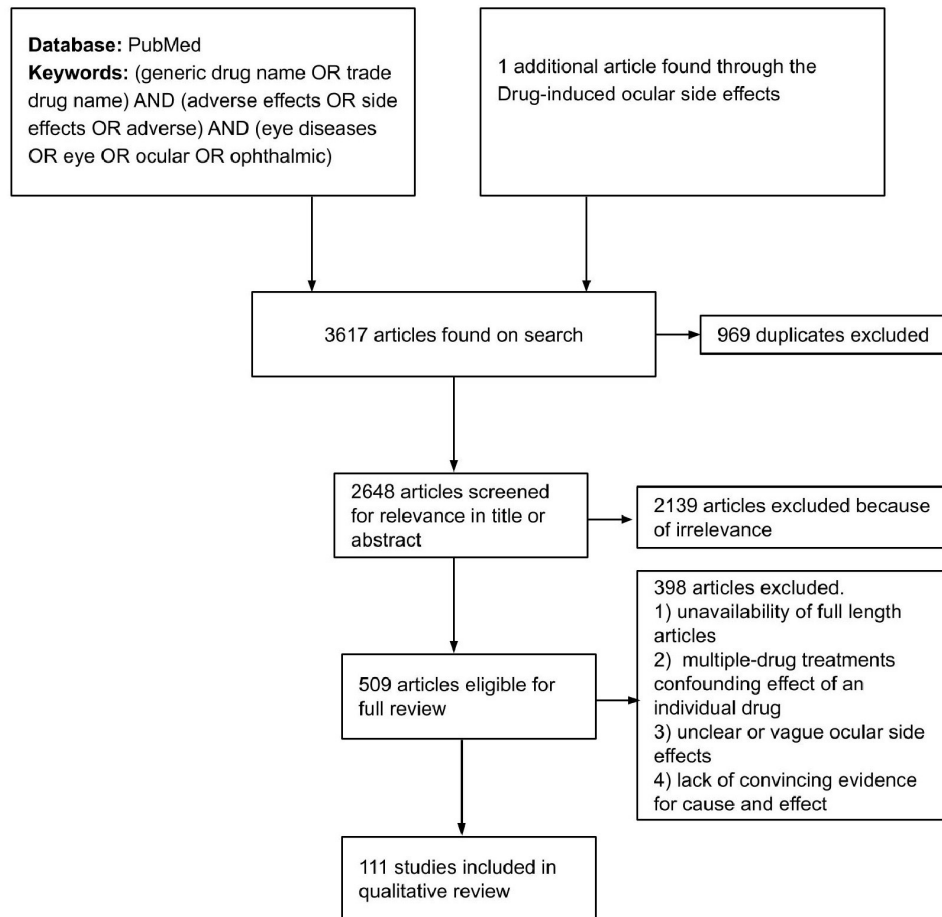 Database: PubMed
Keywords: (generic drug name OR trade
drug name) AND (adverse effects OR side
effects OR adverse) AND (eye diseases
OR eye OR ocular OR ophthalmic)
1 additional article found through the
Drug-induced ocular side effects
3617 articles found on search
969 duplicates excluded
2648 articles screened
for relevance in title or
abstract
2139 articles excluded because
of irrelevance
509 articles eligible for
full review
398 articles excluded.
1) unavailability of full length
articles
2) multiple-drug treatments
confounding effect of an
individual drug
3) unclear or vague ocular side
effects
4) lack of convincing evidence
for cause and effect
111 studies included in
qualitative review